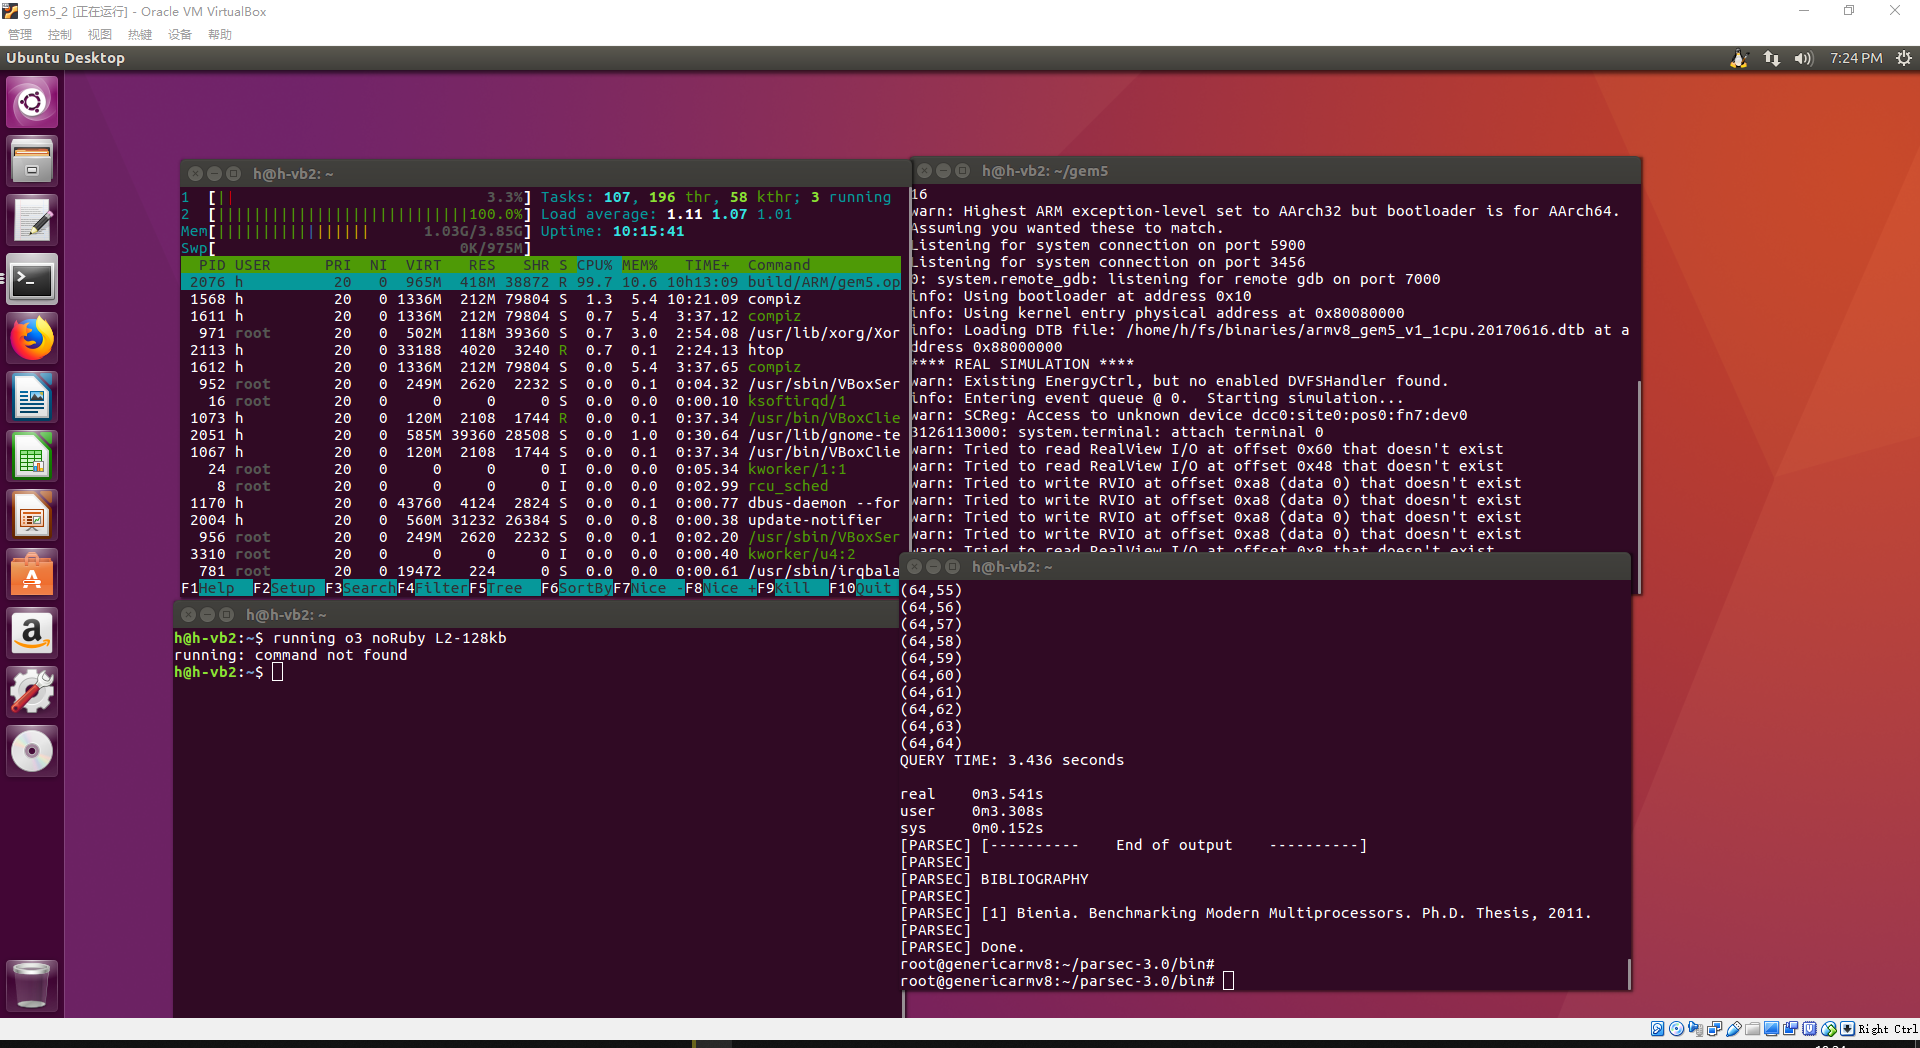 gem5_2 [正在运行] - Oracle VM VirtualBox
管理 控制 视图 热键 设备 帮助
Ubuntu Desktop
7:24 PM
h@h-vb2: ~
1 [|| 3.3%] Tasks: 107, 196 thr, 58 kthr; 3 running
2 [||||||||||||||||||||||||||||100.0%] Load average: 1.11 1.07 1.01
Mem[||||||||||||||||| 1.03G/3.85G] Uptime: 10:15:41
Swp[ 0K/975M]
PID USER PRI NI VIRT RES SHR S CPU% MEM% TIME+ Command
2076 h 20 0 965M 418M 38872 R 99.7 10.6 10h13:09 build/ARM/gem5.op
1568 h 20 0 1336M 212M 79804 S 1.3 5.4 10:21.09 compiz
1611 h 20 0 1336M 212M 79804 S 0.7 5.4 3:37.12 compiz
971 root 20 0 502M 118M 39360 S 0.7 3.0 2:54.08 /usr/lib/xorg/Xor
2113 h 20 0 33188 4020 3240 R 0.7 0.1 2:24.13 htop
1612 h 20 0 1336M 212M 79804 S 0.0 5.4 3:37.65 compiz
952 root 20 0 249M 2620 2232 S 0.0 0.1 0:04.32 /usr/sbin/VBoxSer
16 root 20 0 0 0 0 S 0.0 0.0 0:00.10 ksoftirqd/1
1073 h 20 0 120M 2108 1744 R 0.0 0.1 0:37.34 /usr/bin/VBoxClie
2051 h 20 0 585M 39360 28508 S 0.0 1.0 0:30.64 /usr/lib/gnome-te
1067 h 20 0 120M 2108 1744 S 0.0 0.1 0:37.34 /usr/bin/VBoxClie
24 root 20 0 0 0 0 I 0.0 0.0 0:05.34 kworker/1:1
8 root 20 0 0 0 0 I 0.0 0.0 0:02.99 rcu_sched
1170 h 20 0 43760 4124 2824 S 0.0 0.1 0:00.77 dbus-daemon --for
2004 h 20 0 560M 31232 26384 S 0.0 0.8 0:00.38 update-notifier
956 root 20 0 249M 2620 2232 S 0.0 0.1 0:02.20 /usr/sbin/VBoxSer
3310 root 20 0 0 0 0 I 0.0 0.0 0:00.40 kworker/u4:2
781 root 20 0 19472 224 0 S 0.0 0.0 0:00.61 /usr/sbin/irqbala
F1Help F2Setup F3SearchF4FilterF5Tree F6SortByF7Nice -F8Nice +F9Kill F10Quit
h@h-vb2: ~/gem5
16
warn: Highest ARM exception-level set to AArch32 but bootloader is for AArch64.
Assuming you wanted these to match.
Listening for system connection on port 5900
Listening for system connection on port 3456
0: system.remote_gdb: listening for remote gdb on port 7000
info: Using bootloader at address 0x10
info: Using kernel entry physical address at 0x80080000
info: Loading DTB file: /home/h/fs/binaries/armv8_gem5_v1_1cpu.20170616.dtb at a
ddress 0x88000000
**** REAL SIMULATION ****
warn: Existing EnergyCtrl, but no enabled DVFSHandler found.
info: Entering event queue @ 0.  Starting simulation...
warn: SCReg: Access to unknown device dcc0:site0:pos0:fn7:dev0
3126113000: system.terminal: attach terminal 0
warn: Tried to read RealView I/O at offset 0x60 that doesn't exist
warn: Tried to read RealView I/O at offset 0x48 that doesn't exist
warn: Tried to write RVIO at offset 0xa8 (data 0) that doesn't exist
warn: Tried to write RVIO at offset 0xa8 (data 0) that doesn't exist
warn: Tried to write RVIO at offset 0xa8 (data 0) that doesn't exist
warn: Tried to write RVIO at offset 0xa8 (data 0) that doesn't exist
warn: Tried to read RealView I/O at offset 0x8 that doesn't exist
h@h-vb2: ~
h@h-vb2:~$ running o3 noRuby L2-128kb
running: command not found
h@h-vb2:~$
h@h-vb2: ~
(64,55)
(64,56)
(64,57)
(64,58)
(64,59)
(64,60)
(64,61)
(64,62)
(64,63)
(64,64)
QUERY TIME: 3.436 seconds
real 0m3.541s
user 0m3.308s
sys 0m0.152s
[PARSEC] [---------- End of output ----------]
[PARSEC]
[PARSEC] BIBLIOGRAPHY
[PARSEC]
[PARSEC] [1] Bienia. Benchmarking Modern Multiprocessors. Ph.D. Thesis, 2011.
[PARSEC]
[PARSEC] Done.
root@genericarmv8:~/parsec-3.0/bin#
root@genericarmv8:~/parsec-3.0/bin#
Right Ctrl